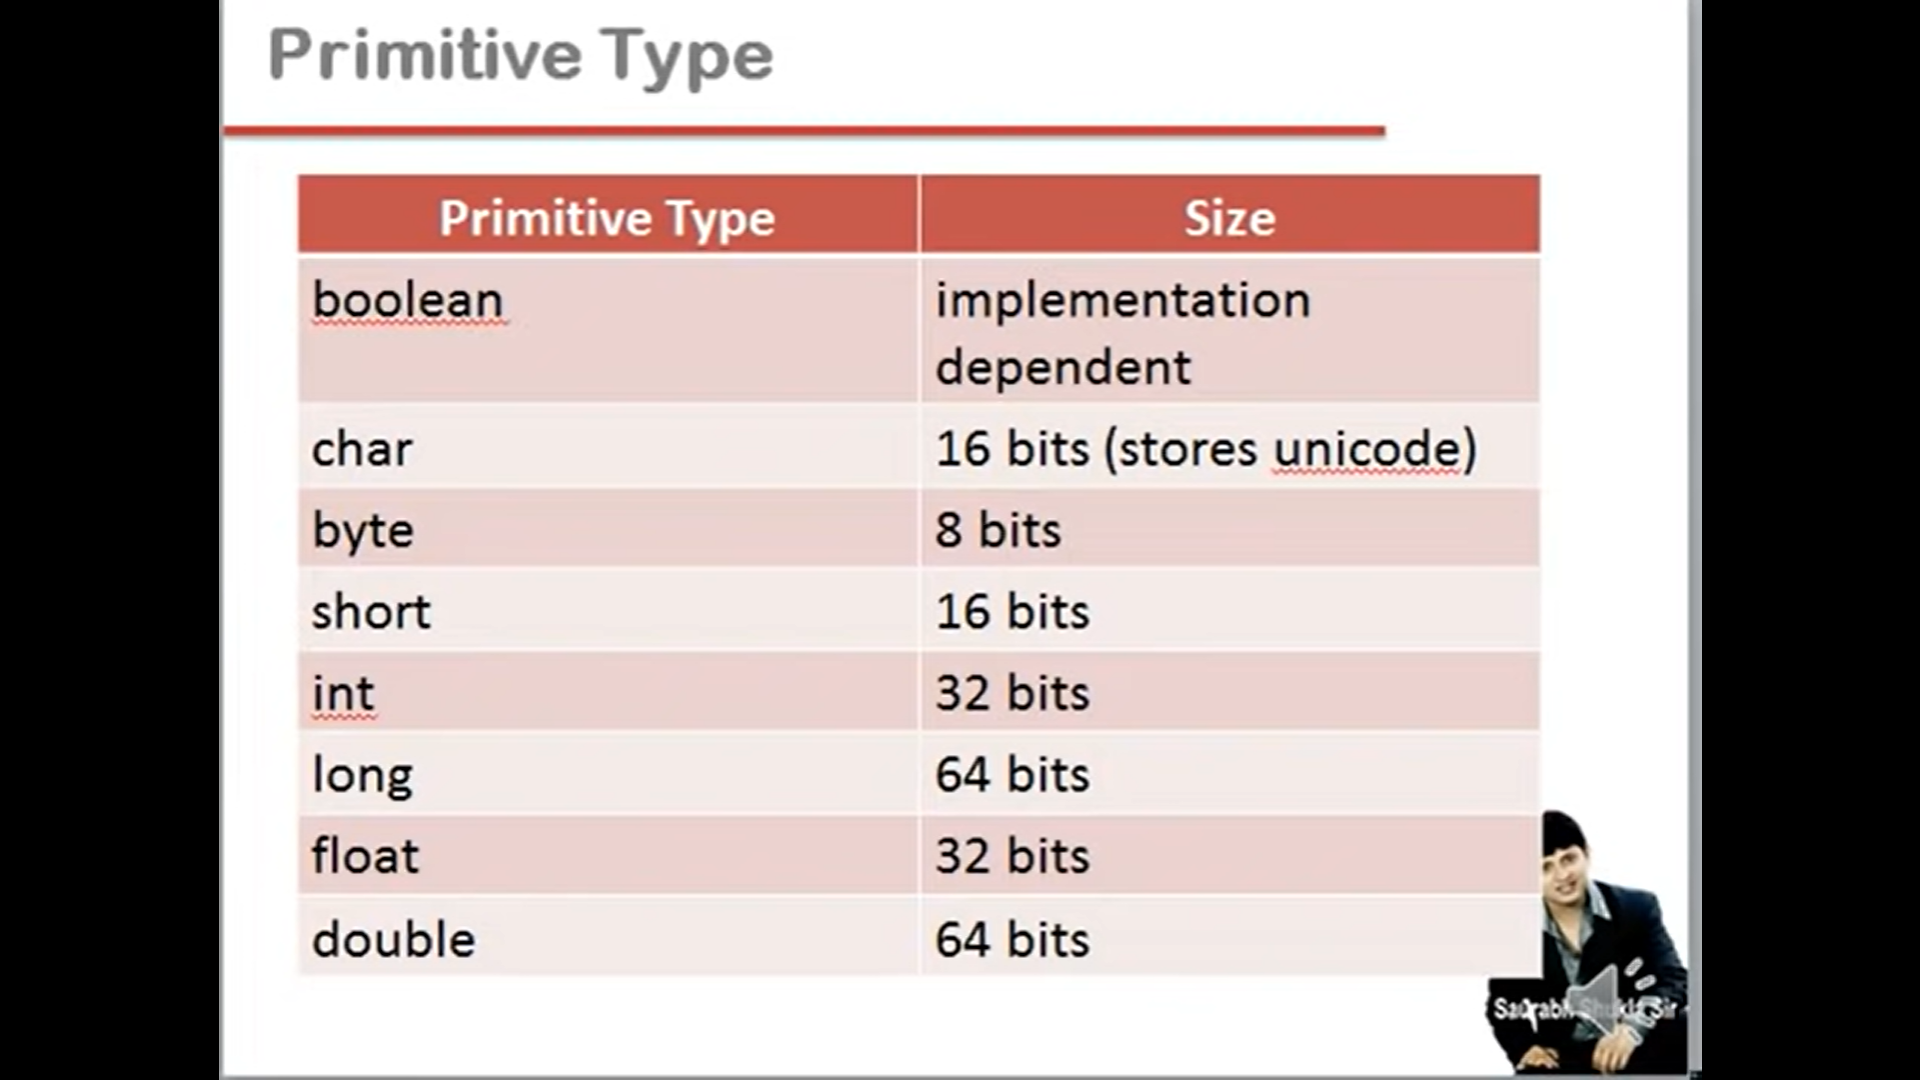 Primitive Type
Primitive Type Size
boolean implementation
dependent
char 16 bits (stores unicode)
byte 8 bits
short 16 bits
int 32 bits
long 64 bits
float 32 bits
double 64 bits
Saurabh Shukla Sir